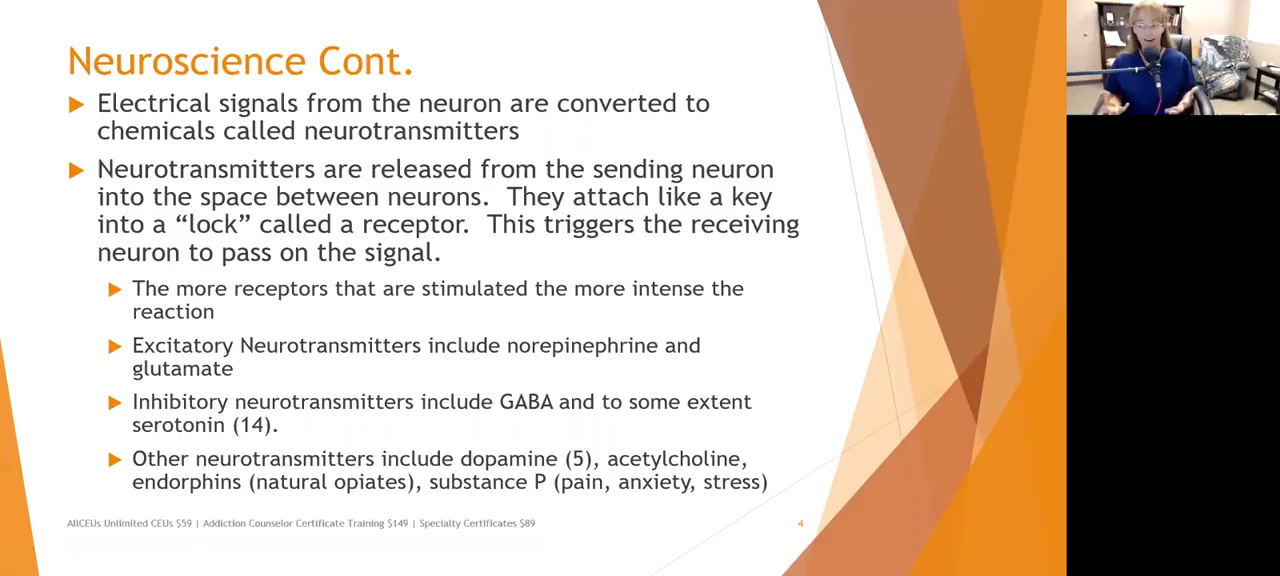 Neuroscience Cont.
Electrical signals from the neuron are converted to
chemicals called neurotransmitters
Neurotransmitters are released from the sending neuron
into the space between neurons.  They attach like a key
into a “lock” called a receptor.  This triggers the receiving
neuron to pass on the signal.
The more receptors that are stimulated the more intense the
reaction
Excitatory Neurotransmitters include norepinephrine and
glutamate
Inhibitory neurotransmitters include GABA and to some extent
serotonin (14).
Other neurotransmitters include dopamine (5), acetylcholine,
endorphins (natural opiates), substance P (pain, anxiety, stress)
AllCEUs Unlimited CEUs $59 | Addiction Counselor Certificate Training $149 | Specialty Certificates $89
4